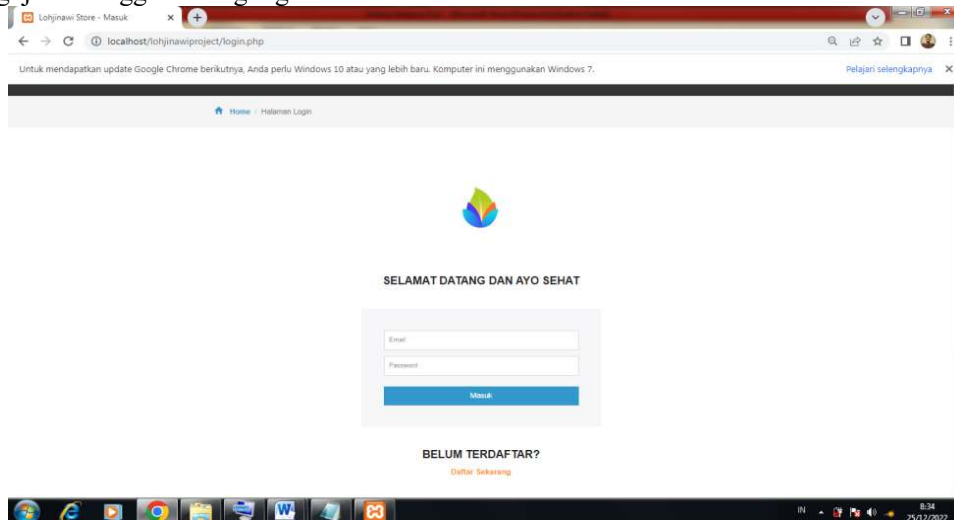 Lohjinawi Store - Masuk
localhost/lohjinawiproject/login.php
Untuk mendapatkan update Google Chrome berikutnya, Anda perlu Windows 10 atau yang lebih baru. Komputer ini menggunakan Windows 7.
Pelajari selengkapnya
Home / Halaman Login
SELAMAT DATANG DAN AYO SEHAT
Email
Password
Masuk
BELUM TERDAFTAR?
Daftar Sekarang
IN
8:34
25/12/2022